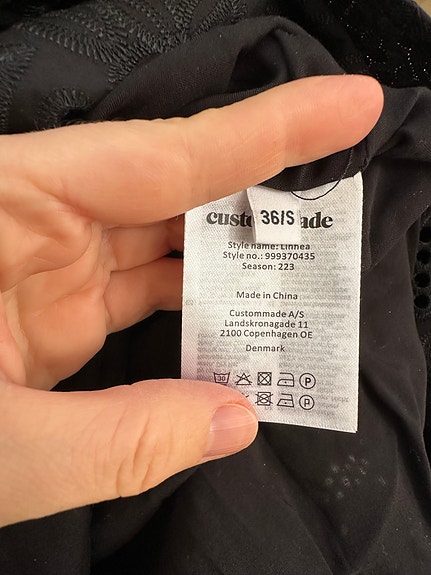 custo ade
36/S
Style name: Linnea
Style no.: 999370435
Season: 223
Made in China
Custommade A/S
Landskronagade 11
2100 Copenhagen OE
Denmark
30 P
P